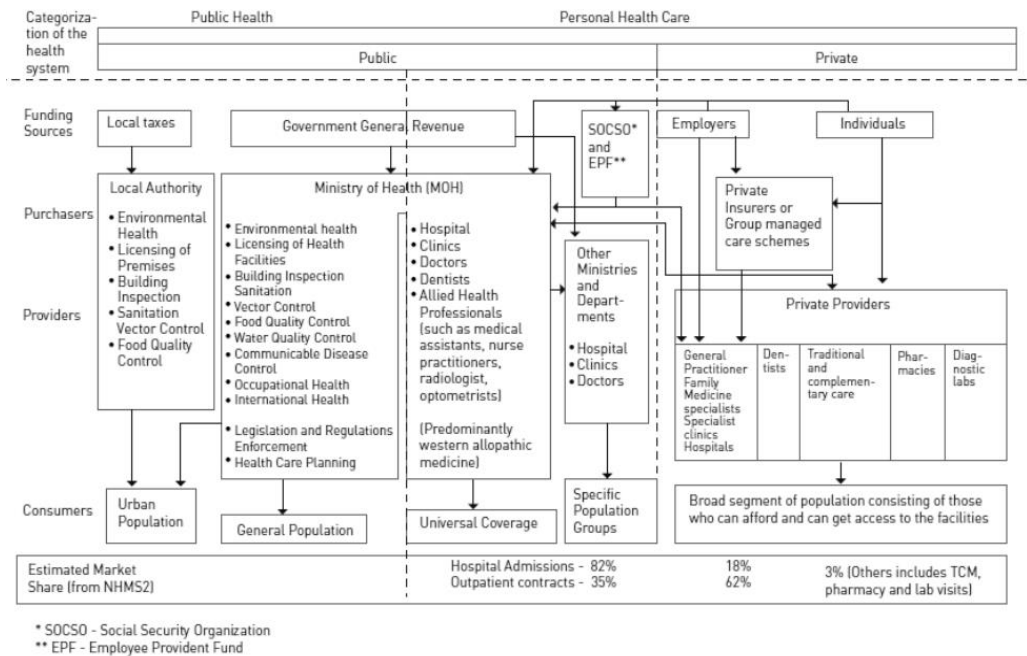 Categoriza-
tion of the
health
system
Public Health
Personal Health Care
Public
Private
Funding
Sources
Local taxes
Government General Revenue
SOCSO*
and
EPF**
Employers
Individuals
Purchasers
Providers
Local Authority
• Environmental
Health
• Licensing of
Premises
• Building
Inspection
• Sanitation
Vector Control
• Food Quality
Control
Ministry of Health (MOH)
• Environmental health
• Licensing of Health
Facilities
• Building Inspection
Sanitation
• Vector Control
• Food Quality Control
• Water Quality Control
• Communicable Disease
Control
• Occupational Health
• International Health
• Legislation and Regulations
Enforcement
• Health Care Planning
• Hospital
• Clinics
• Doctors
• Dentists
• Allied Health
Professionals
(such as medical
assistants, nurse
practitioners,
radiologist,
optometrists)
(Predominantly
western allopathic
medicine)
Other
Ministries
and
Depart-
ments
• Hospital
• Clinics
• Doctors
Private
Insurers or
Group managed
care schemes
Private Providers
General
Practitioner
Family
Medicine
specialists
Specialist
clinics
Hospitals
Den-
tists
Traditional
and
complemen-
tary care
Phar-
macies
Diag-
nostic
labs
Consumers
Urban
Population
General Population
Universal Coverage
Specific
Population
Groups
Broad segment of population consisting of those
who can afford and can get access to the facilities
Estimated Market
Share (from NHMS2)
Hospital Admissions - 82%
Outpatient contracts - 35%
18%
62%
3% (Others includes TCM,
pharmacy and lab visits)
* SOCSO - Social Security Organization
** EPF - Employee Provident Fund